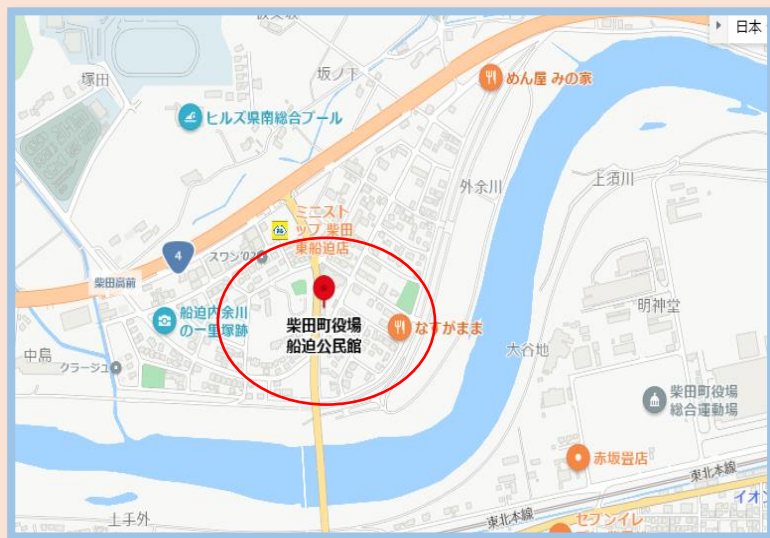 日本
坂ノ下
塚田
めん屋 みの家
ヒルズ県南総合プール
外余川
上須川
ミニスト
ップ 柴田
東船迫店
スワン'02
4
柴田高前
船迫内余川
の一里塚跡
柴田町役場
船迫公民館
なすがまま
明神堂
大谷地
中島
クラージュ
柴田町役場
総合運動場
赤坂畳店
東北本線
イオン
土手外
東北本線
セブンイレ